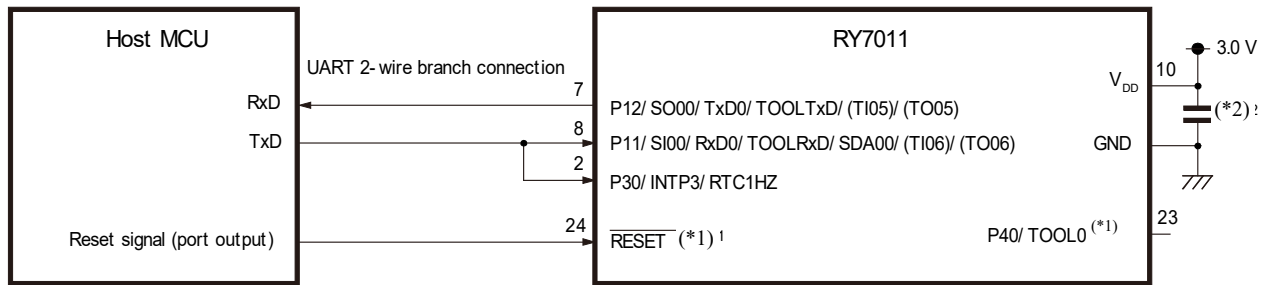 Host MCU
RY7011
3.0 V
UART 2-wire branch connection
10
VDD
7
RxD
P12/ SO00/ TxD0/ TOOLTxD/ (TI05)/ (TO05)
(*2)
8
TxD
P11/ SI00/ RxD0/ TOOLRxD/ SDA00/ (TI06)/ (TO06)
GND
2
P30/ INTP3/ RTC1HZ
24
23
Reset signal (port output)
RESET (*1) 1
P40/ TOOL0 (*1)